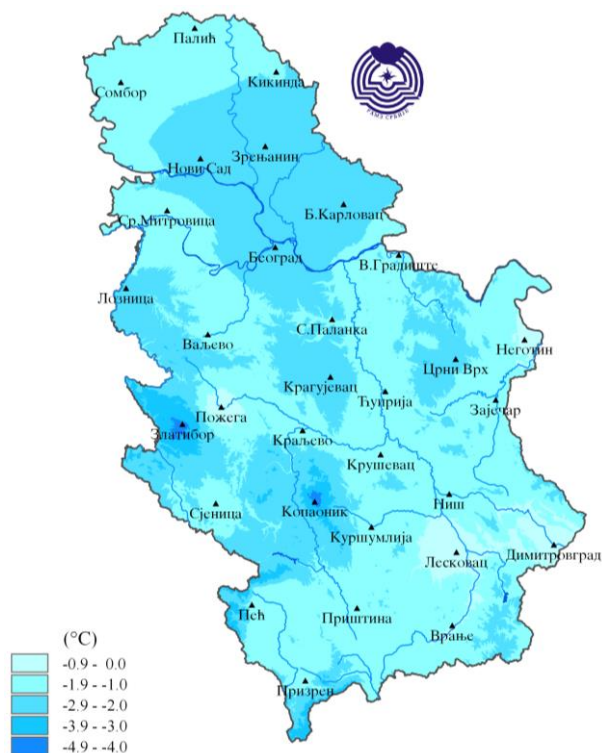 Палић
Кикинда
Сомбор
РХМЗ СРБИЈЕ
Зрењанин
Нови Сад
Б.Карловац
Ср.Митровица
Београд
В.Градиште
Лозница
С.Паланка
Ваљево
Неготин
Црни Врх
Крагујевац
Ћуприја
Зајечар
Пожега
Златибор
Краљево
Крушевац
Сјеница
Копаоник
Ниш
Куршумлија
Лесковац
Димитровград
Пећ
Приштина
Врање
Призрен
(°C)
-0.9 - 0.0
-1.9 - -1.0
-2.9 - -2.0
-3.9 - -3.0
-4.9 - -4.0